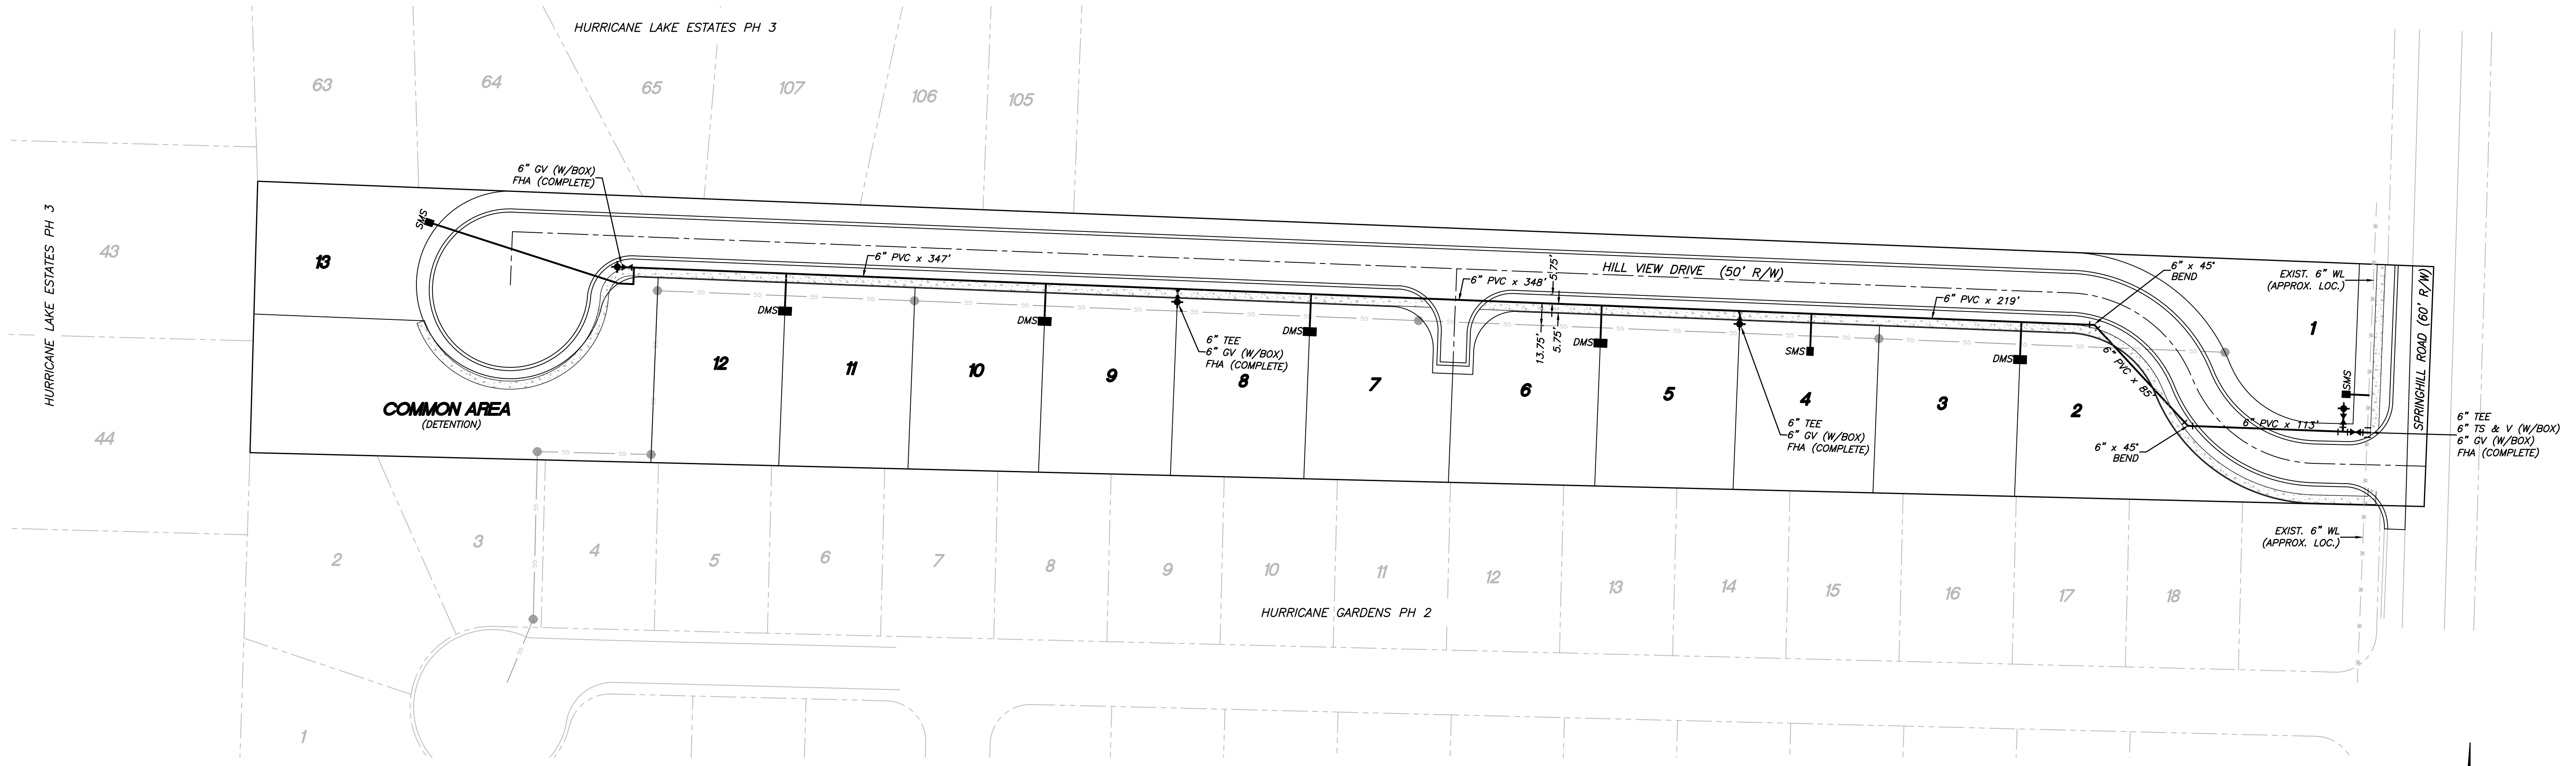 HURRICANE LAKE ESTATES PH 3
63
64
65
107
106
105
HURRICANE LAKE ESTATES PH 3
43
44
6" GV (W/BOX)
FHA (COMPLETE)
SMS
13
COMMON AREA
(DETENTION)
6" PVC x 347'
6" PVC x 348'
5.75'
13.75'
5.75'
HILL VIEW DRIVE (50' R/W)
6" PVC x 219'
6" x 45°
BEND
EXIST. 6" WL
(APPROX. LOC.)
SPRINGHILL ROAD (60' R/W)
DMS
DMS
DMS
DMS
SMS
DMS
SMS
12
11
10
9
8
7
6
5
4
3
2
1
6" TEE
6" GV (W/BOX)
FHA (COMPLETE)
6" TEE
6" GV (W/BOX)
FHA (COMPLETE)
6" PVC x 85'
6" PVC x 113'
6" x 45°
BEND
6" TEE
6" TS & V (W/BOX)
6" GV (W/BOX)
FHA (COMPLETE)
EXIST. 6" WL
(APPROX. LOC.)
2
3
4
5
6
7
8
9
10
11
12
13
14
15
16
17
18
1
HURRICANE GARDENS PH 2